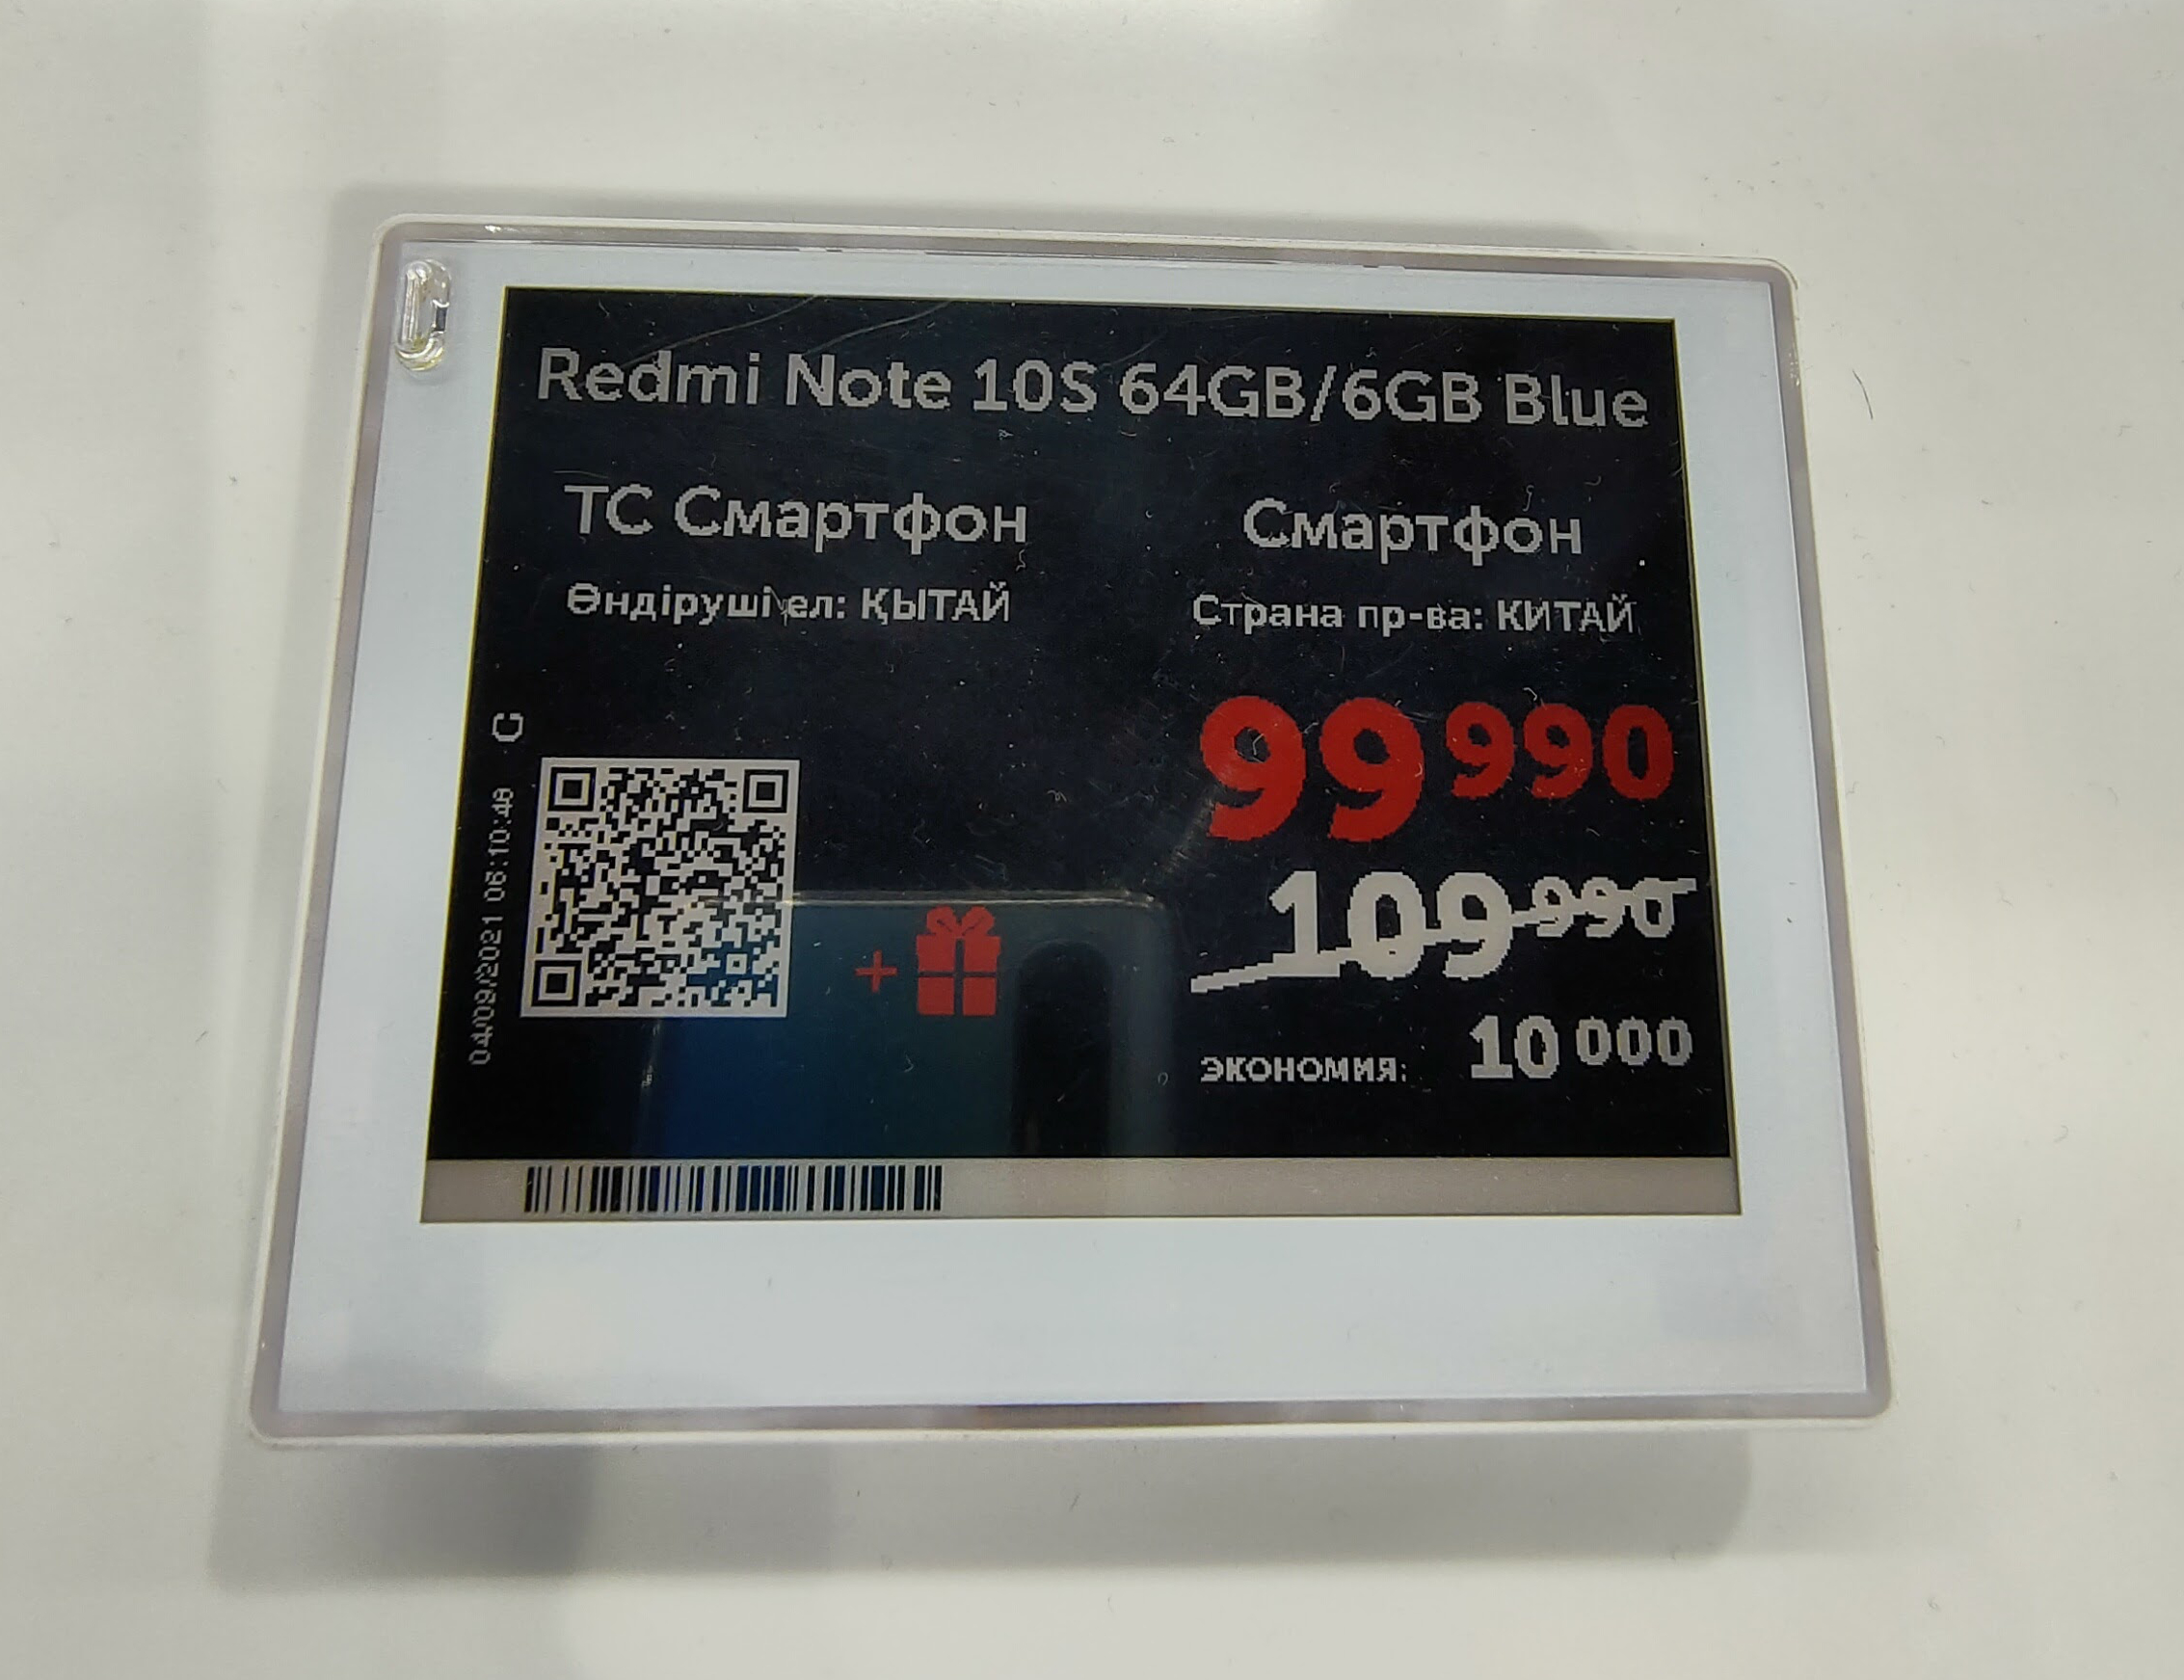 Redmi Note 10S 64GB/6GB Blue
ТС Смартфон
Өндіруші ел: ҚЫТАЙ
Смартфон
Страна пр-ва: КИТАЙ
99 990
109 990
ЭКОНОМИЯ: 10 000
04/09/2021 06:10:48 C
+